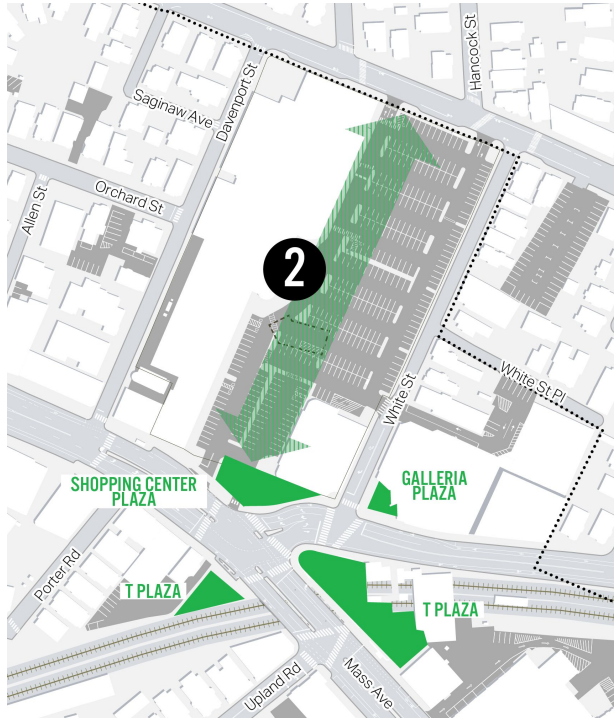 Hancock St
Davenport St
Saginaw Ave
Orchard St
Allen St
2
White St Pl
White St
SHOPPING CENTER
PLAZA
GALLERIA
PLAZA
Porter Rd
T PLAZA
T PLAZA
Upland Rd
Mass Ave